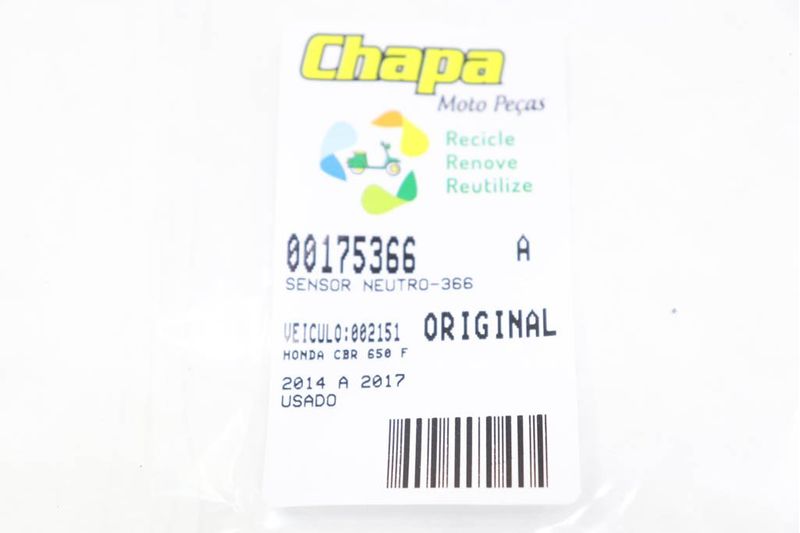 Chapa
Moto Peças
Recicle
Renove
Reutilize
00175366 A
SENSOR NEUTRO-366
VEICULO:002151 ORIGINAL
HONDA CBR 650 F
2014 A 2017
USADO